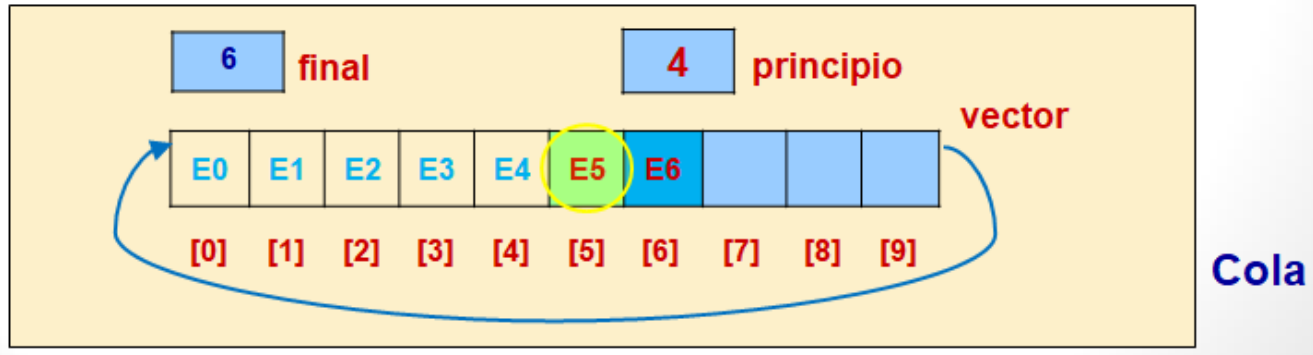 6 final 4 principio
vector
E0 E1 E2 E3 E4 E5 E6
[0] [1] [2] [3] [4] [5] [6] [7] [8] [9]
Cola